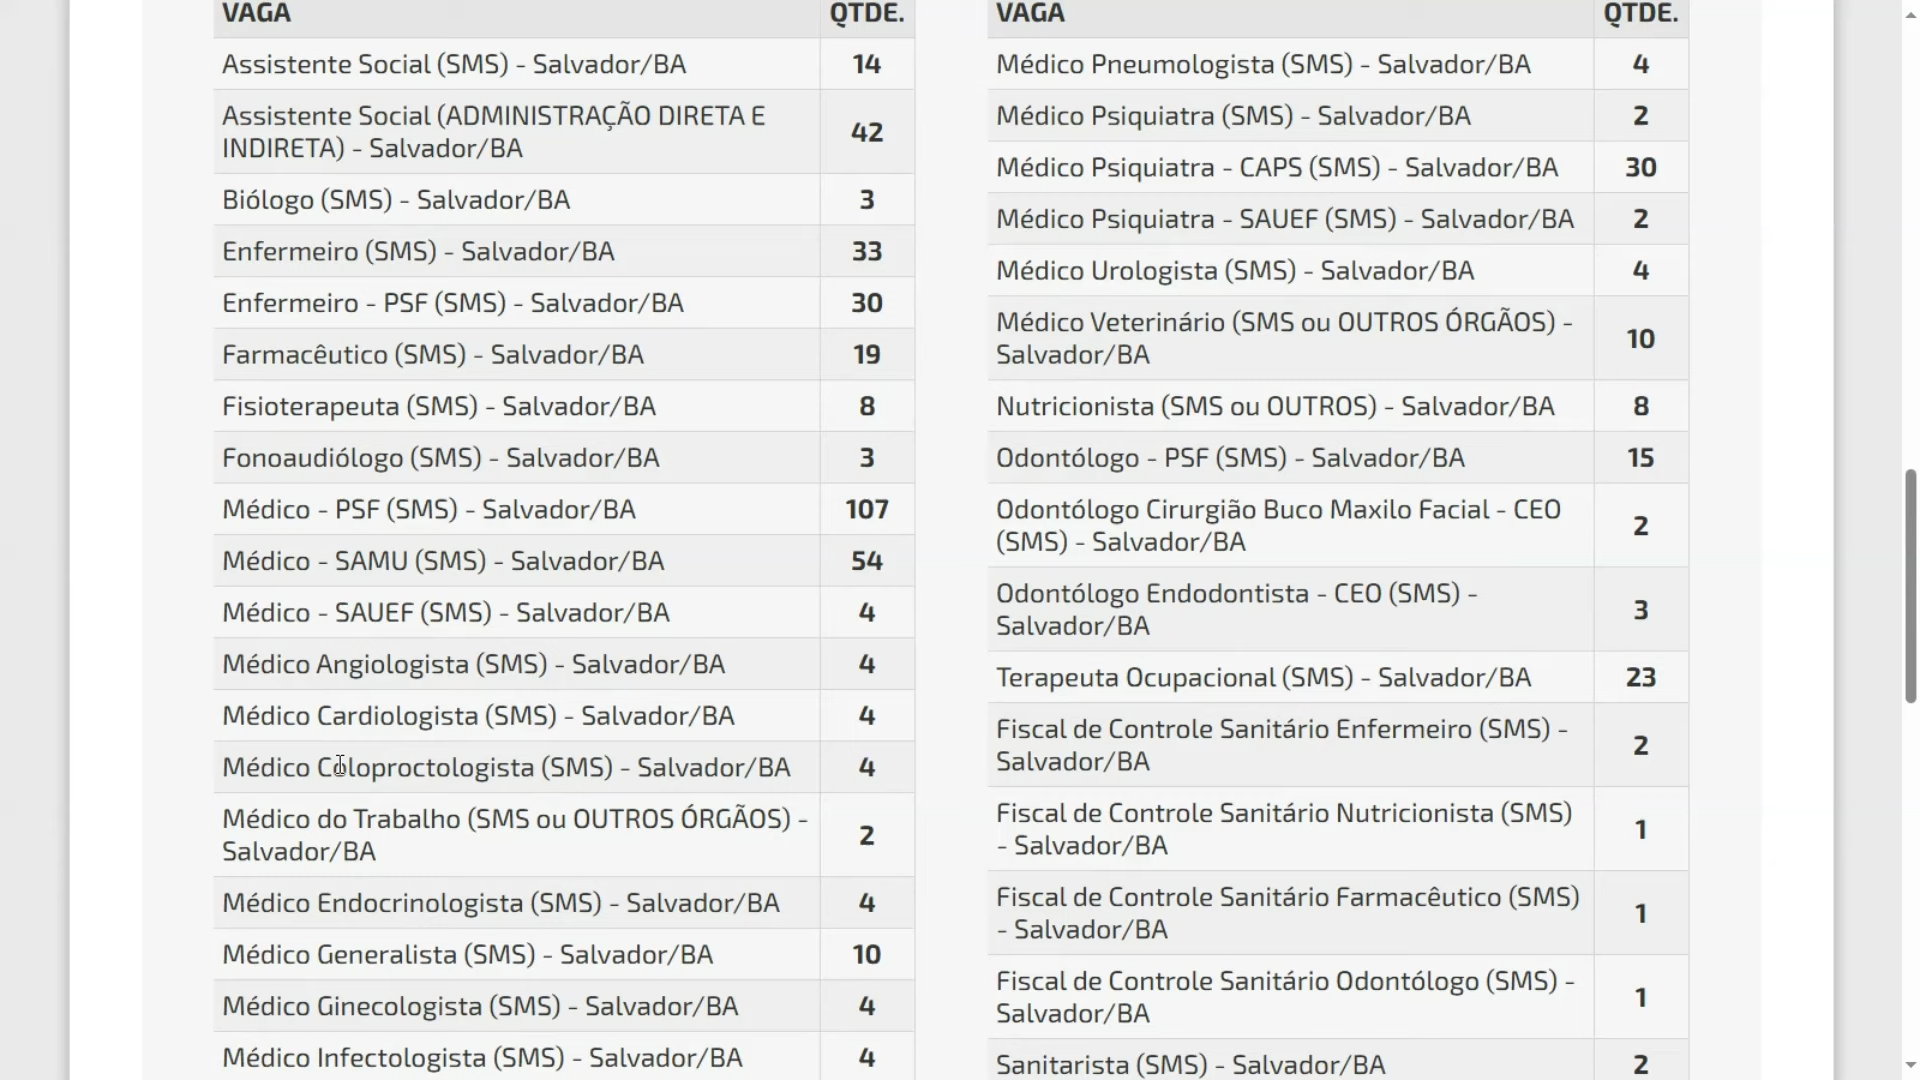 VAGA QTDE.
Assistente Social (SMS) - Salvador/BA 14
Assistente Social (ADMINISTRAÇÃO DIRETA E
INDIRETA) - Salvador/BA 42
Biólogo (SMS) - Salvador/BA 3
Enfermeiro (SMS) - Salvador/BA 33
Enfermeiro - PSF (SMS) - Salvador/BA 30
Farmacêutico (SMS) - Salvador/BA 19
Fisioterapeuta (SMS) - Salvador/BA 8
Fonoaudiólogo (SMS) - Salvador/BA 3
Médico - PSF (SMS) - Salvador/BA 107
Médico - SAMU (SMS) - Salvador/BA 54
Médico - SAUEF (SMS) - Salvador/BA 4
Médico Angiologista (SMS) - Salvador/BA 4
Médico Cardiologista (SMS) - Salvador/BA 4
Médico Coloproctologista (SMS) - Salvador/BA 4
Médico do Trabalho (SMS ou OUTROS ÓRGÃOS) -
Salvador/BA 2
Médico Endocrinologista (SMS) - Salvador/BA 4
Médico Generalista (SMS) - Salvador/BA 10
Médico Ginecologista (SMS) - Salvador/BA 4
Médico Infectologista (SMS) - Salvador/BA 4
VAGA QTDE.
Médico Pneumologista (SMS) - Salvador/BA 4
Médico Psiquiatra (SMS) - Salvador/BA 2
Médico Psiquiatra - CAPS (SMS) - Salvador/BA 30
Médico Psiquiatra - SAUEF (SMS) - Salvador/BA 2
Médico Urologista (SMS) - Salvador/BA 4
Médico Veterinário (SMS ou OUTROS ÓRGÃOS) -
Salvador/BA 10
Nutricionista (SMS ou OUTROS) - Salvador/BA 8
Odontólogo - PSF (SMS) - Salvador/BA 15
Odontólogo Cirurgião Buco Maxilo Facial - CEO
(SMS) - Salvador/BA 2
Odontólogo Endodontista - CEO (SMS) -
Salvador/BA 3
Terapeuta Ocupacional (SMS) - Salvador/BA 23
Fiscal de Controle Sanitário Enfermeiro (SMS) -
Salvador/BA 2
Fiscal de Controle Sanitário Nutricionista (SMS)
- Salvador/BA 1
Fiscal de Controle Sanitário Farmacêutico (SMS)
- Salvador/BA 1
Fiscal de Controle Sanitário Odontólogo (SMS) -
Salvador/BA 1
Sanitarista (SMS) - Salvador/BA 2